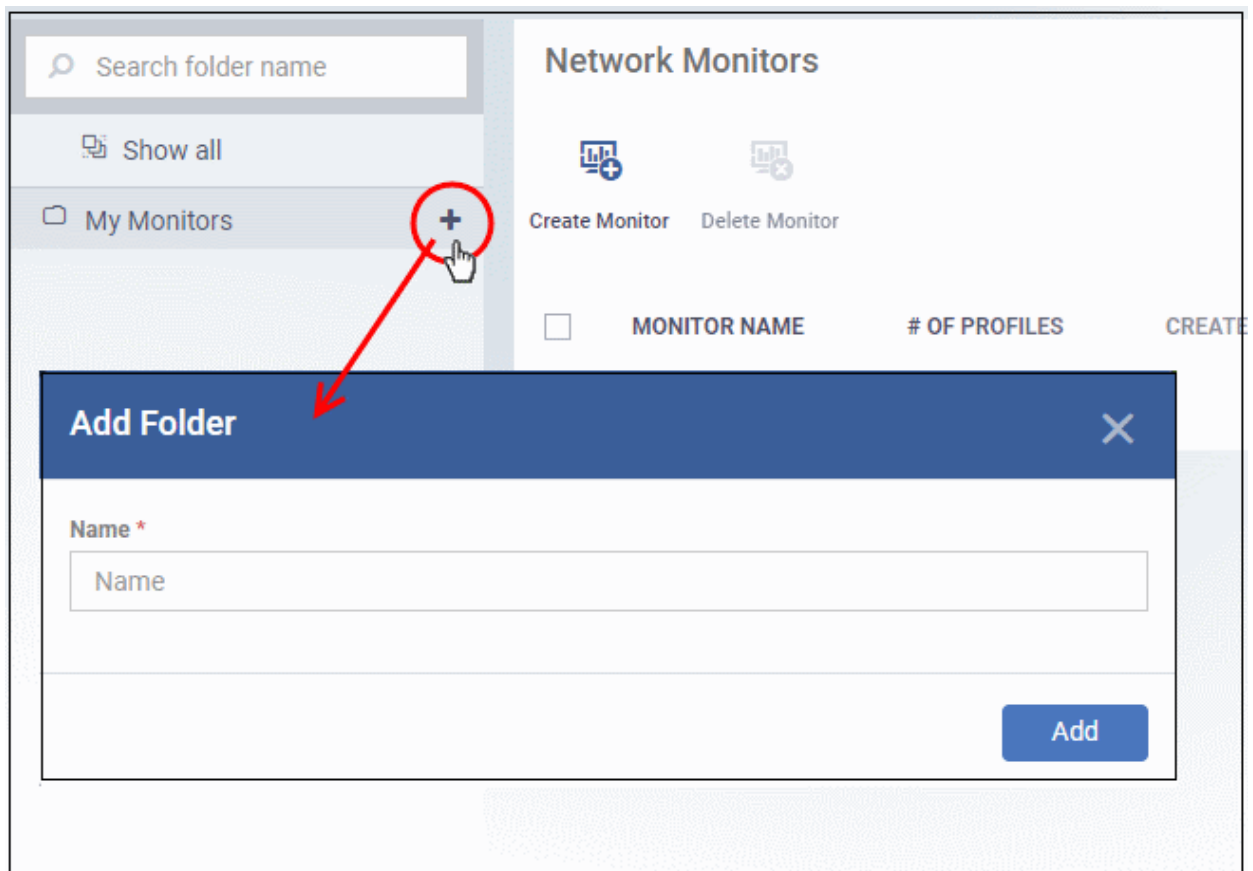 Search folder name
Show all
My Monitors
Network Monitors
Create Monitor Delete Monitor
MONITOR NAME # OF PROFILES CREATE
Add Folder
Name *
Name
Add